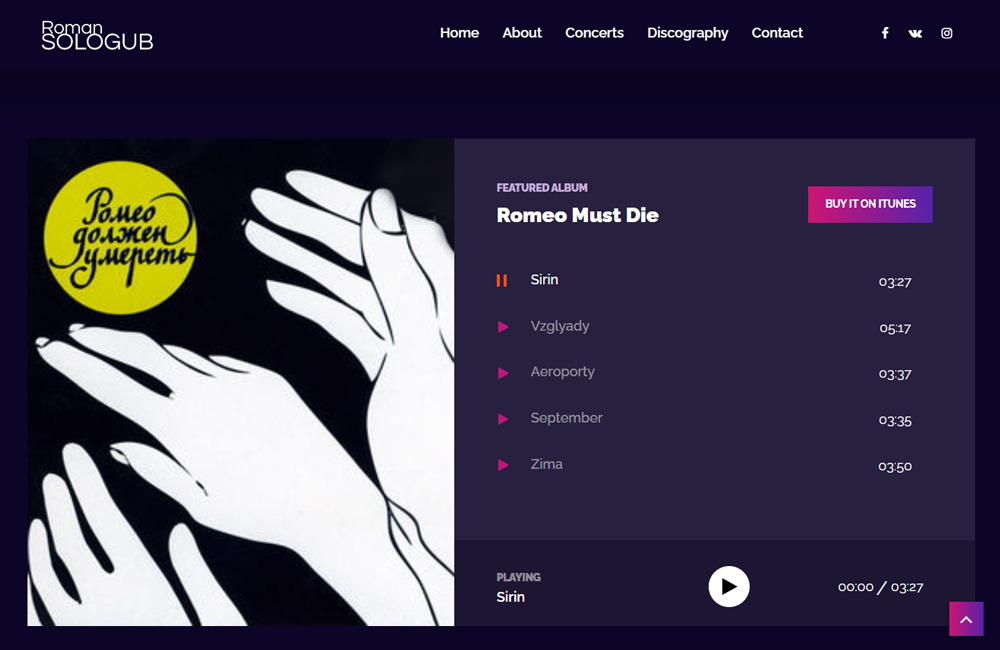 Roman
SOLOGUB
Home About Concerts Discography Contact
Ромео
должен
умереть
FEATURED ALBUM
Romeo Must Die
BUY IT ON ITUNES
Sirin 03:27
Vzglyady 05:17
Aeroporty 03:37
September 03:35
Zima 03:50
PLAYING
Sirin
00:00 / 03:27